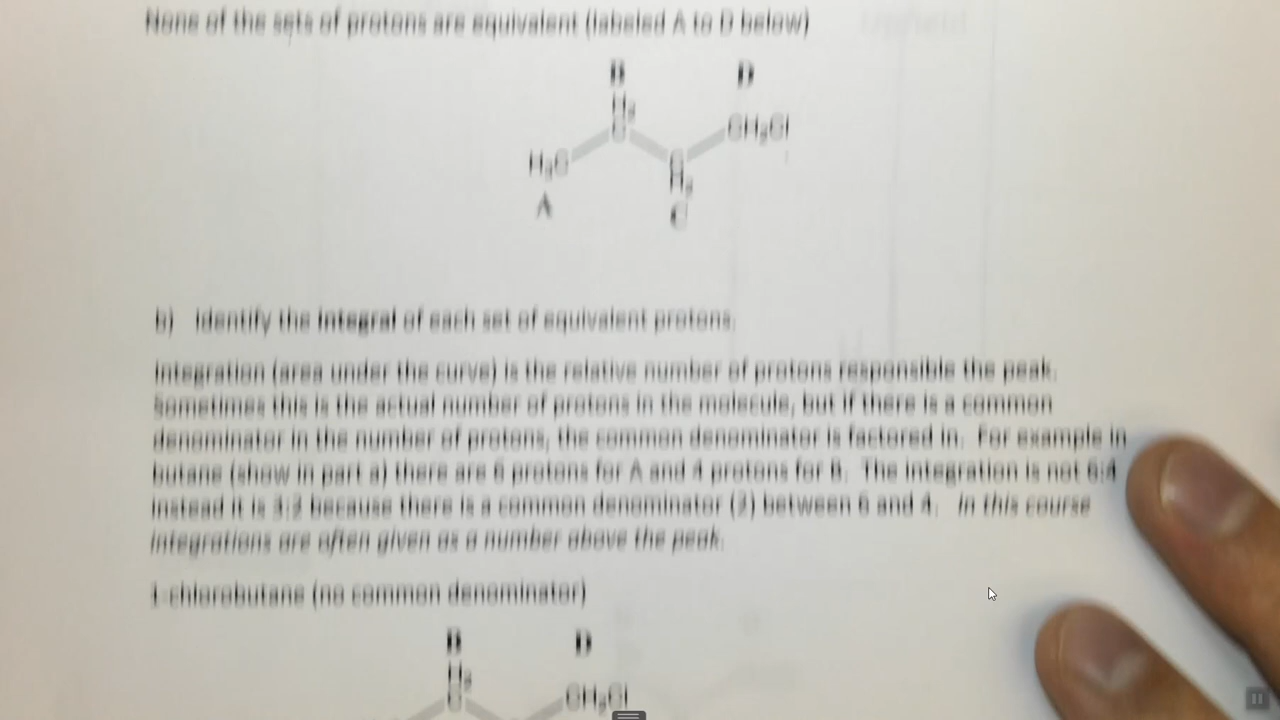 None of the sets of protons are equivalent (labeled A to D below)
B D
H₂
C CH₂Cl
H₃C C
H₂
A C
b) Identify the integral of each set of equivalent protons.
Integration (area under the curve) is the relative number of protons responsible the peak.
Sometimes this is the actual number of protons in the molecule, but if there is a common
denominator in the number of protons, the common denominator is factored in. For example in
butane (show in part a) there are 6 protons for A and 4 protons for B. The integration is not 6:4
instead it is 3:2 because there is a common denominator (2) between 6 and 4. In this course
integrations are often given as a number above the peak.
1-chlorobutane (no common denominator)
B D
H₂
C CH₂Cl